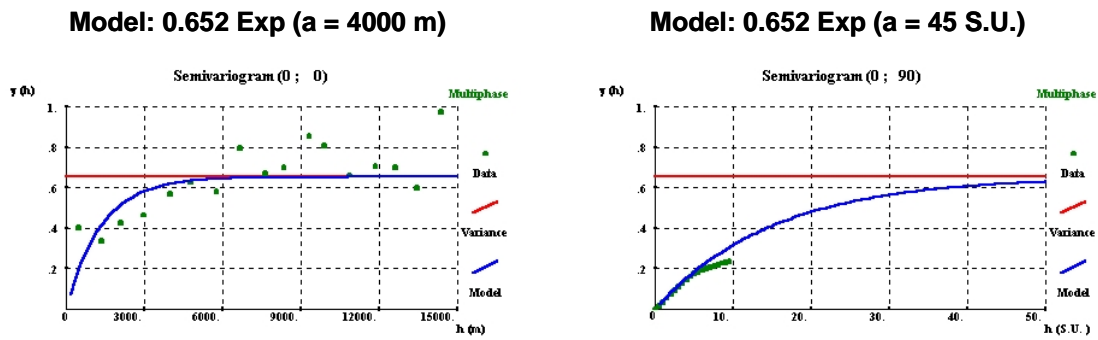 Model: 0.652 Exp (a = 4000 m)
Semivariogram (0 ; 0)
γ (h)
Multiphase
1.
.8
.6
.4
.2
0
3000.
6000.
9000.
12000.
15000.
h (m)
Data
Variance
Model
Model: 0.652 Exp (a = 45 S.U.)
Semivariogram (0 ; 90)
γ (h)
Multiphase
1.
.8
.6
.4
.2
0
10.
20.
30.
40.
50.
h (S.U. )
Data
Variance
Model